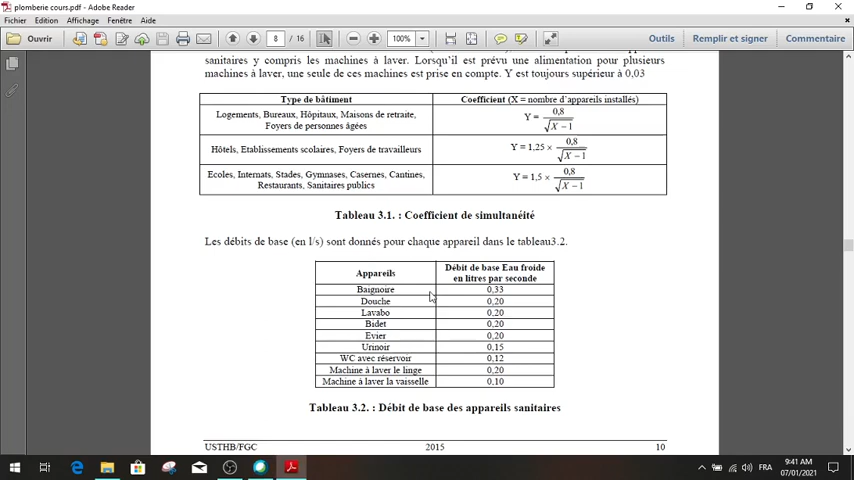 plomberie cours.pdf - Adobe Reader
Fichier Edition Affichage Fenêtre Aide
Ouvrir 8 / 16 100% Outils Remplir et signer Commentaire
sanitaires y compris les machines à laver. Lorsqu'il est prévu une alimentation pour plusieurs
machines à laver, une seule de ces machines est prise en compte. Y est toujours supérieur à 0,03
Type de bâtiment Coefficient (X = nombre d'appareils installés)
Logements, Bureaux, Hôpitaux, Maisons de retraite,
Foyers de personnes âgées
Y = 0,8 / √X − 1
Hôtels, Etablissements scolaires, Foyers de travailleurs
Y = 1,25 × 0,8 / √X − 1
Ecoles, Internats, Stades, Gymnases, Casernes, Cantines,
Restaurants, Sanitaires publics
Y = 1,5 × 0,8 / √X − 1
Tableau 3.1. : Coefficient de simultanéité
Les débits de base (en l/s) sont donnés pour chaque appareil dans le tableau3.2.
Appareils Débit de base Eau froide
en litres par seconde
Baignoire 0,33
Douche 0,20
Lavabo 0,20
Bidet 0,20
Evier 0,20
Urinoir 0,15
WC avec réservoir 0,12
Machine à laver le linge 0,20
Machine à laver la vaisselle 0,10
Tableau 3.2. : Débit de base des appareils sanitaires
USTHB/FGC 2015 10
FRA 9:41 AM
07/01/2021